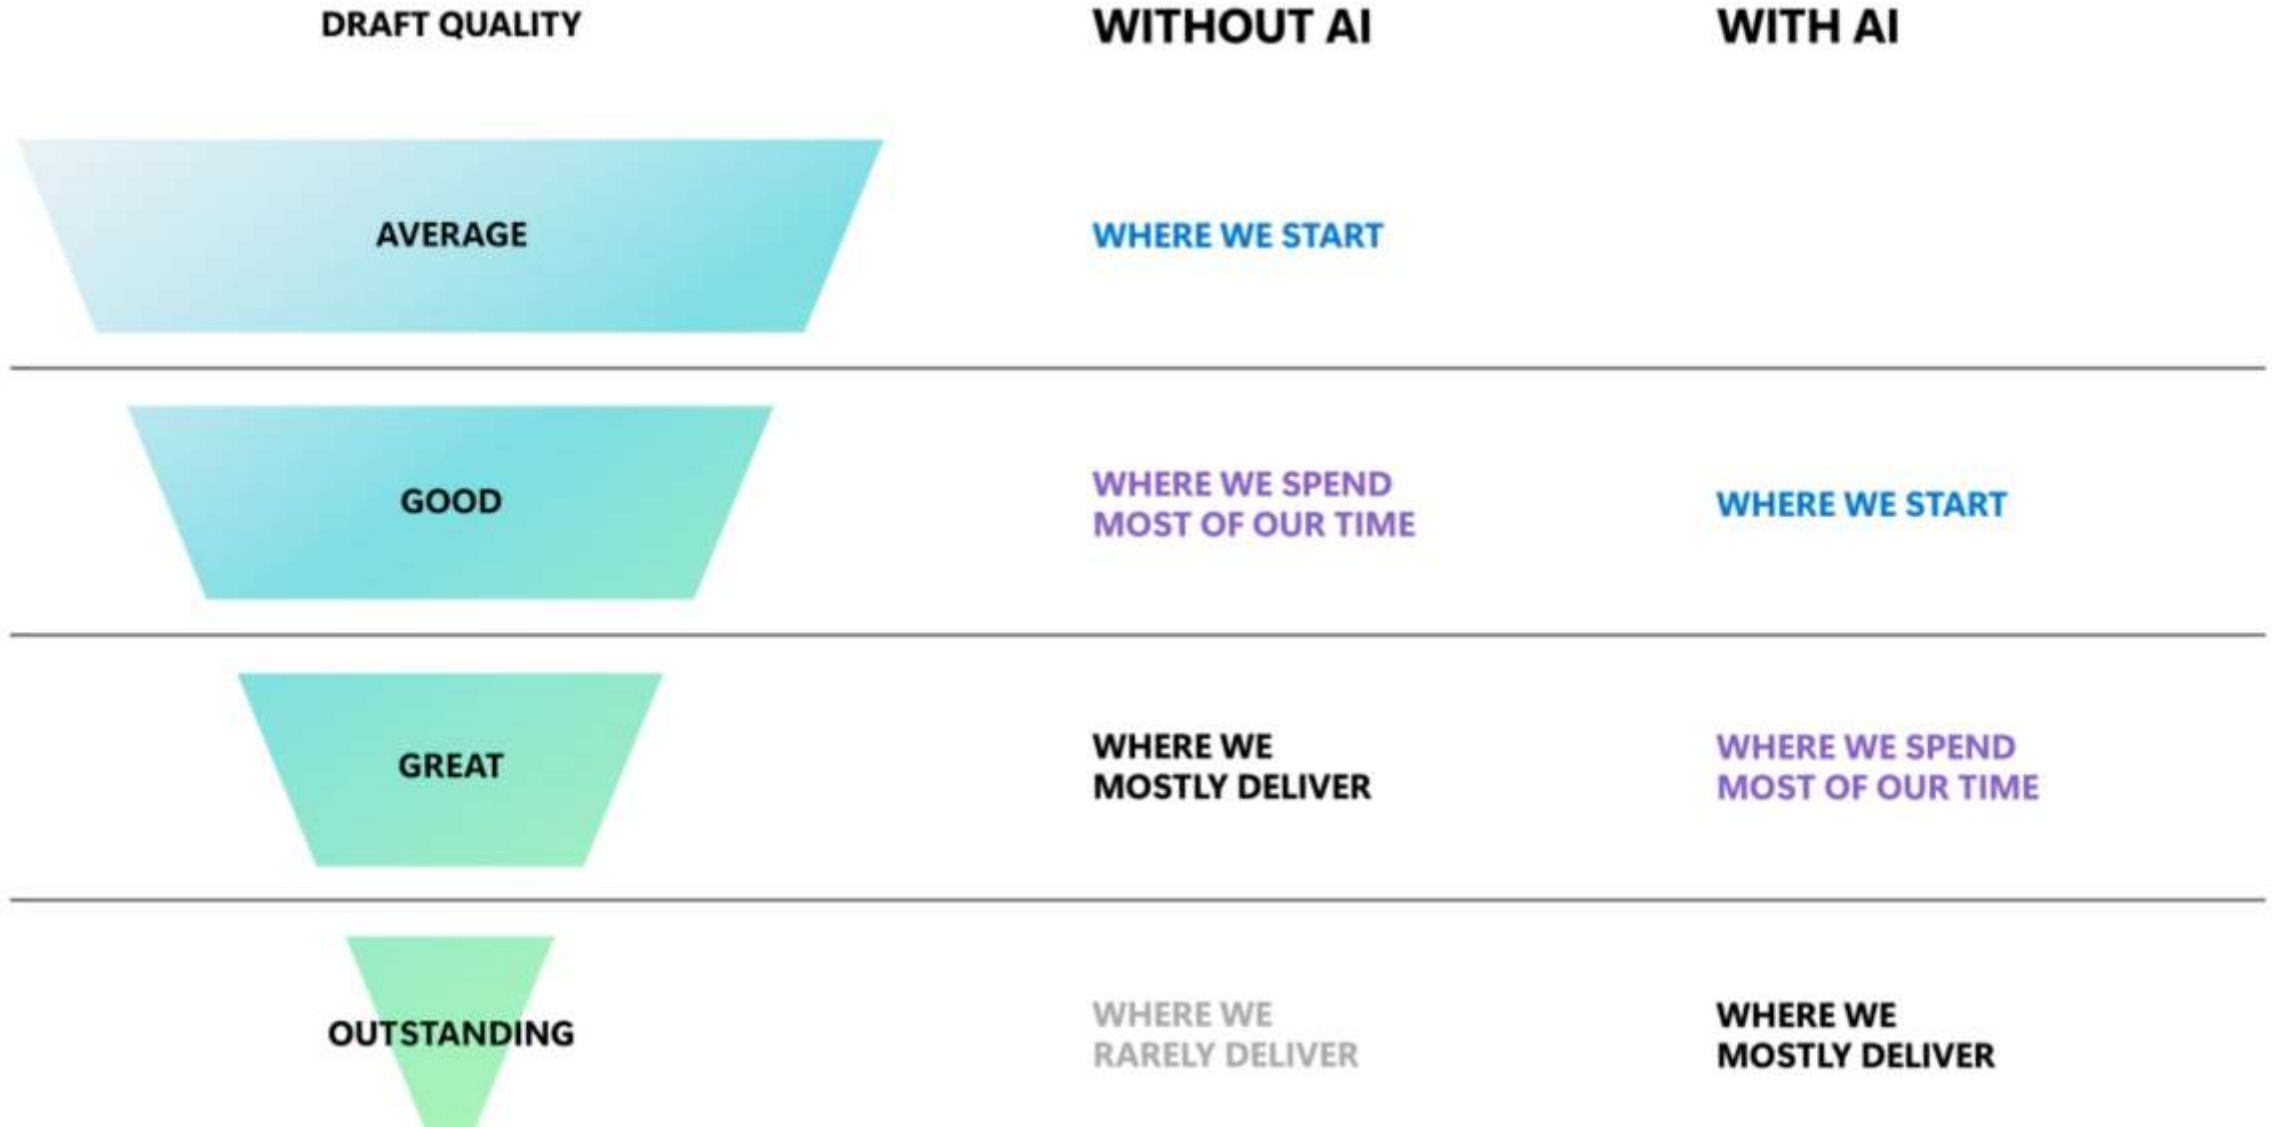 DRAFT QUALITY
WITHOUT AI
WITH AI
AVERAGE
WHERE WE START
GOOD
WHERE WE SPEND
MOST OF OUR TIME
WHERE WE START
GREAT
WHERE WE
MOSTLY DELIVER
WHERE WE SPEND
MOST OF OUR TIME
OUTSTANDING
WHERE WE
RARELY DELIVER
WHERE WE
MOSTLY DELIVER